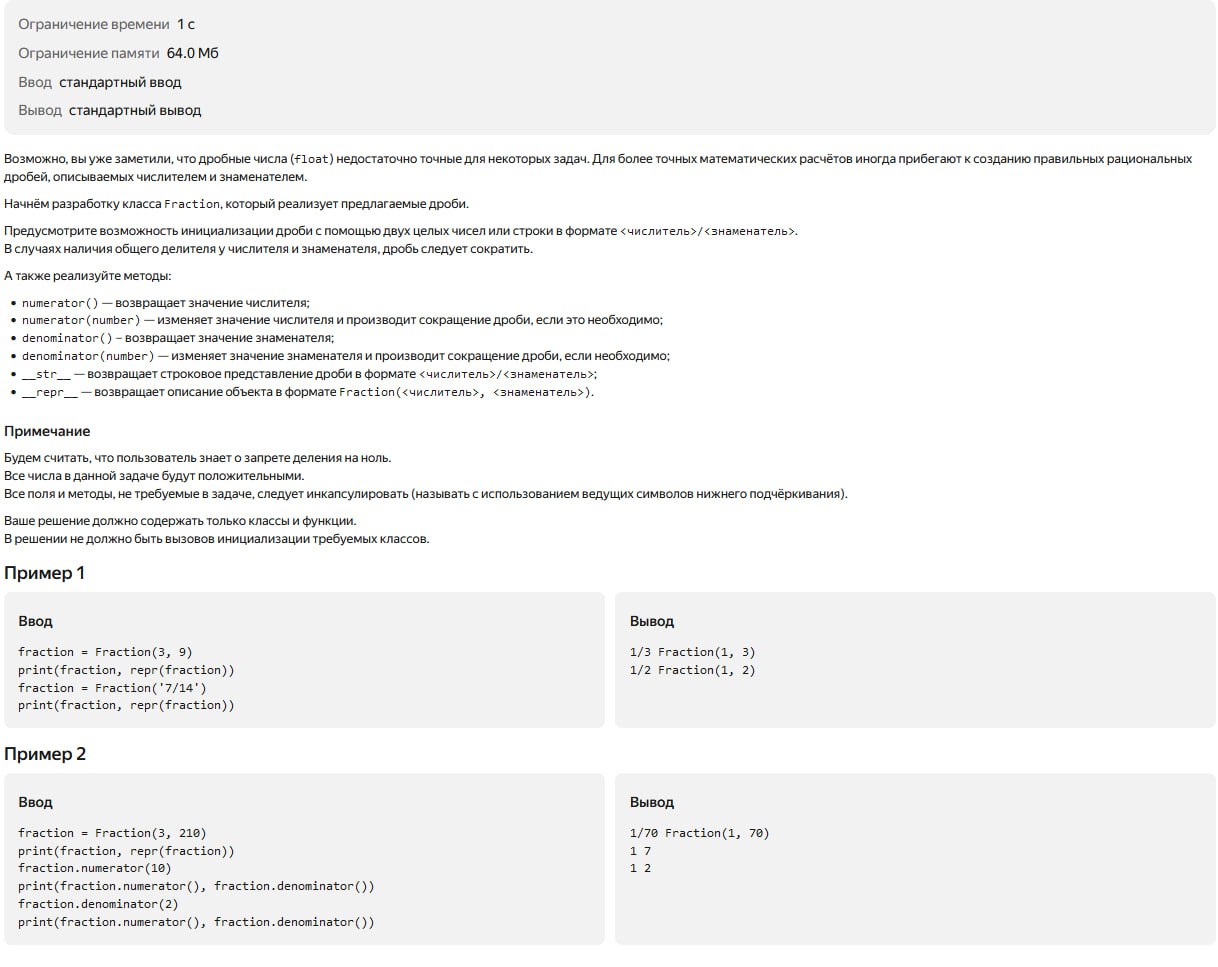 Ограничение времени 1 с
Ограничение памяти 64.0 Мб
Ввод стандартный ввод
Вывод стандартный вывод
Возможно, вы уже заметили, что дробные числа (float) недостаточно точные для некоторых задач. Для более точных математических расчётов иногда прибегают к созданию правильных рациональных
дробей, описываемых числителем и знаменателем.
Начнём разработку класса Fraction, который реализует предлагаемые дроби.
Предусмотрите возможность инициализации дроби с помощью двух целых чисел или строки в формате <числитель>/<знаменатель>.
В случаях наличия общего делителя у числителя и знаменателя, дробь следует сократить.
А также реализуйте методы:
• numerator() — возвращает значение числителя;
• numerator(number) — изменяет значение числителя и производит сокращение дроби, если это необходимо;
• denominator() – возвращает значение знаменателя;
• denominator(number) — изменяет значение знаменателя и производит сокращение дроби, если необходимо;
• __str__ — возвращает строковое представление дроби в формате <числитель>/<знаменатель>;
• __repr__ — возвращает описание объекта в формате Fraction(<числитель>, <знаменатель>).
Примечание
Будем считать, что пользователь знает о запрете деления на ноль.
Все числа в данной задаче будут положительными.
Все поля и методы, не требуемые в задаче, следует инкапсулировать (называть с использованием ведущих символов нижнего подчёркивания).
Ваше решение должно содержать только классы и функции.
В решении не должно быть вызовов инициализации требуемых классов.
Пример 1
Ввод
fraction = Fraction(3, 9)
print(fraction, repr(fraction))
fraction = Fraction('7/14')
print(fraction, repr(fraction))
Вывод
1/3 Fraction(1, 3)
1/2 Fraction(1, 2)
Пример 2
Ввод
fraction = Fraction(3, 210)
print(fraction, repr(fraction))
fraction.numerator(10)
print(fraction.numerator(), fraction.denominator())
fraction.denominator(2)
print(fraction.numerator(), fraction.denominator())
Вывод
1/70 Fraction(1, 70)
1 7
1 2